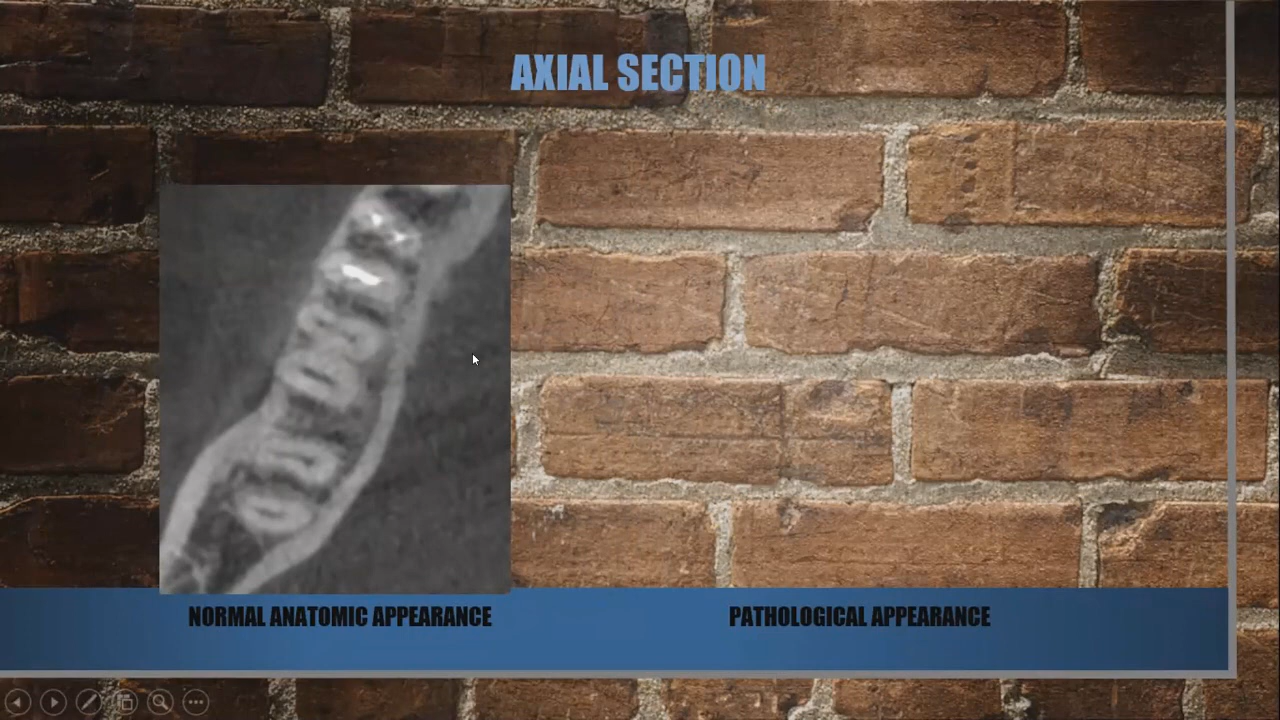 AXIAL SECTION
NORMAL ANATOMIC APPEARANCE
PATHOLOGICAL APPEARANCE